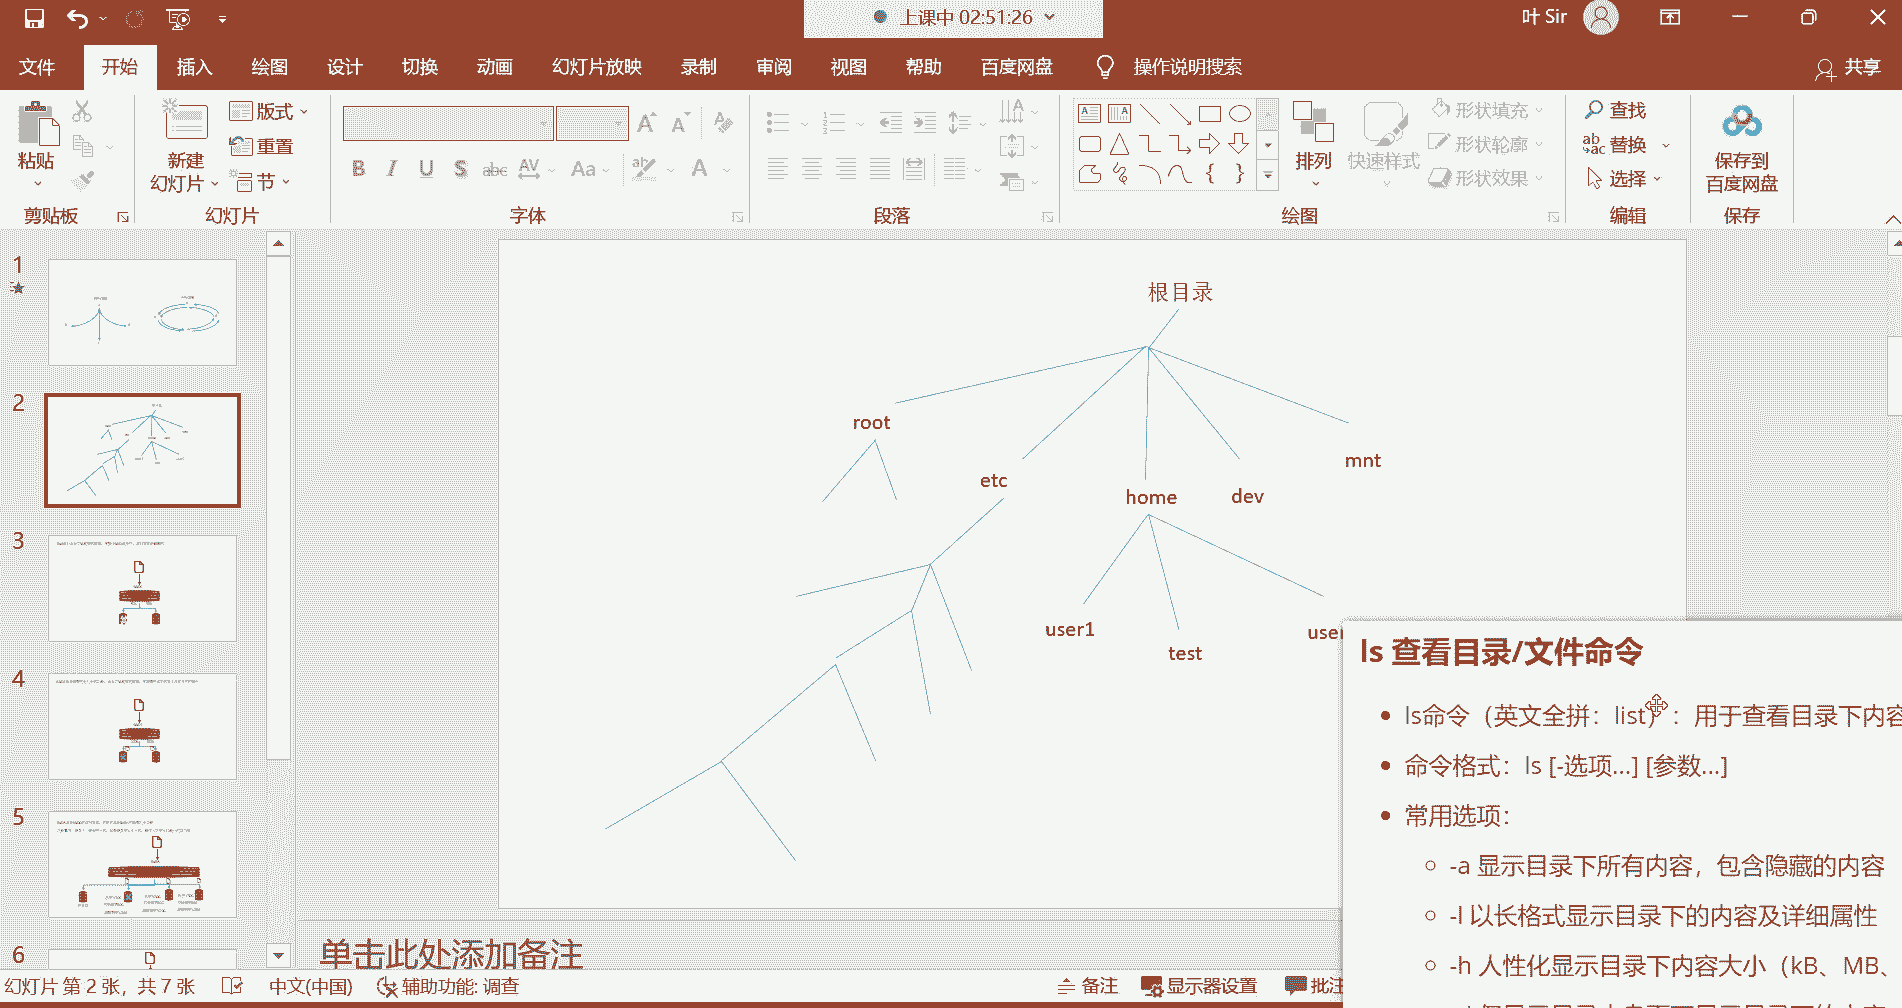 上课中 02:51:26
叶 Sir
文件 开始 插入 绘图 设计 切换 动画 幻灯片放映 录制 审阅 视图 帮助 百度网盘 操作说明搜索 共享
粘贴
剪贴板
新建
幻灯片
版式
重置
节
幻灯片
B I U S abc AV Aa A
字体
段落
排列
快速样式
形状填充
形状轮廓
形状效果
绘图
查找
替换
选择
编辑
保存到
百度网盘
保存
1
2
3
4
5
6
根目录
root
mnt
etc
home
dev
user1
test
user
ls 查看目录/文件命令
ls命令（英文全拼：list）：用于查看目录下内容
命令格式：ls [-选项...] [参数...]
常用选项：
-a 显示目录下所有内容，包含隐藏的内容
-l 以长格式显示目录下的内容及详细属性
-h 人性化显示目录下内容大小（kB、MB、
单击此处添加备注
幻灯片 第 2 张，共 7 张 中文(中国) 辅助功能: 调查 备注 显示器设置 批注